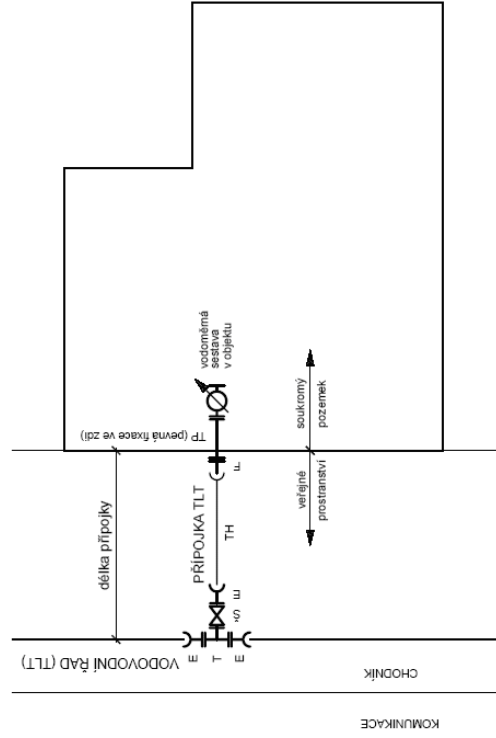 vodoměrná
sestava
v objektu
TP (pevná fixace ve zdi)
soukromý
pozemek
veřejné
prostranství
délka přípojky
PŘÍPOJKA TLT
TH
F
E
Š
E
T
E
VODOVODNÍ ŘAD (TLT)
CHODNÍK
KOMUNIKACE